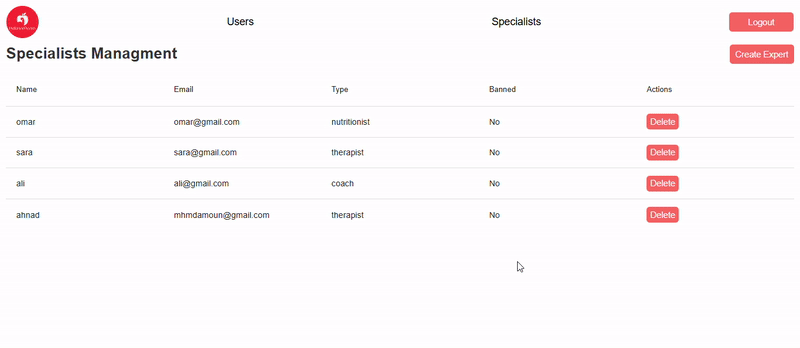 Users Specialists Logout
Specialists Managment Create Expert
Name Email Type Banned Actions
omar omar@gmail.com nutritionist No Delete
sara sara@gmail.com therapist No Delete
ali ali@gmail.com coach No Delete
ahnad mhmdamoun@gmail.com therapist No Delete